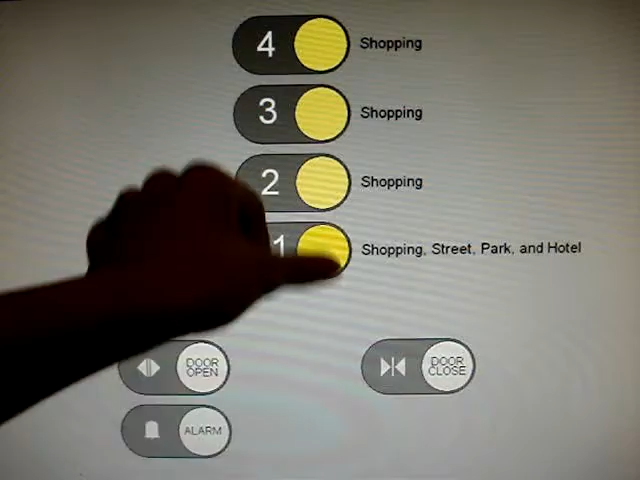 4 Shopping
3 Shopping
2 Shopping
1 Shopping, Street, Park, and Hotel
DOOR OPEN
DOOR CLOSE
ALARM